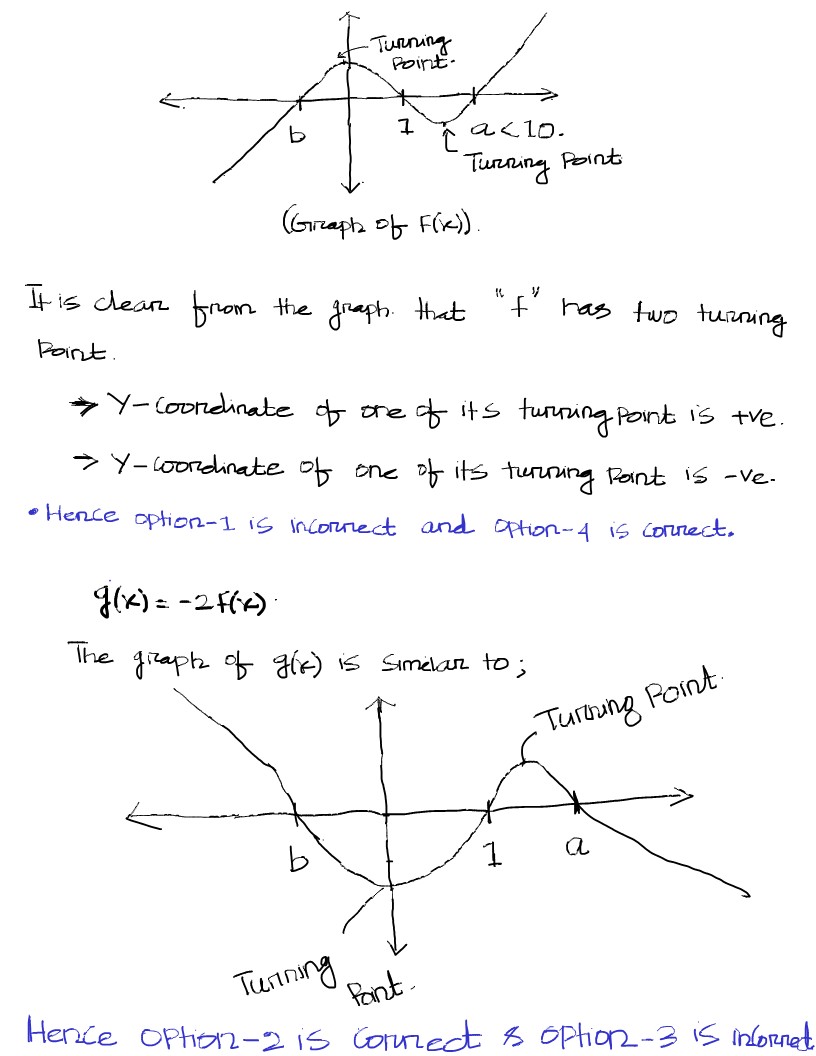 Turning
Point.
b
1
a<10.
Turning Point
(Graph of F(x)).
It is clear from the graph. that "f" has two turning
Point.
→ Y-coordinate of one of its turning point is +ve.
→ Y-coordinate of one of its turning Point is -ve.
• Hence option-1 is incorrect and option-4 is correct.
g(x) = -2F(x).
The graph of g(x) is similar to;
Turning Point.
b
1
a
Turning
Point.
Hence option-2 is correct & option-3 is incorrect